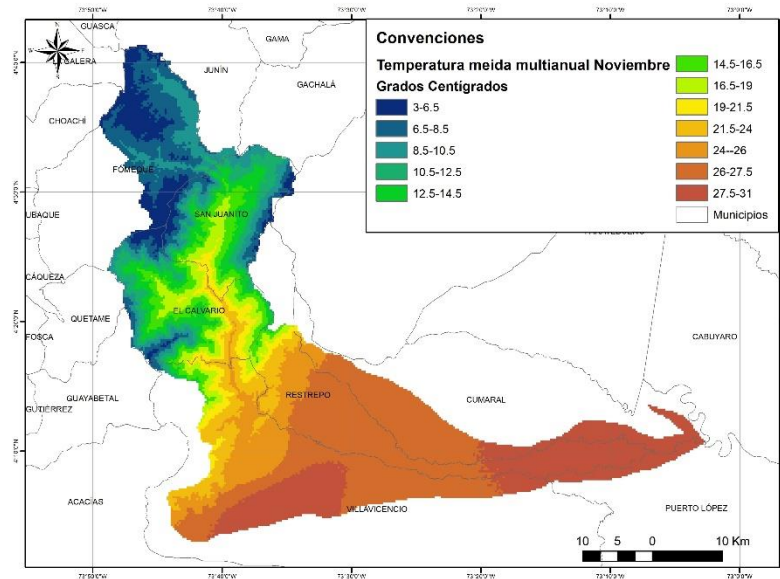 GUASCA
GAMA
CALERA
JUNÍN
GACHALÁ
CHOACHÍ
FÓMEQUE
UBAQUE
SAN JUANITO
CÁQUEZA
QUETAME
EL CALVARIO
FOSCA
CABUYARO
GUAYABETAL
GUTIÉRREZ
RESTREPO
CUMARAL
ACACÍAS
VILLAVICENCIO
PUERTO LÓPEZ
Convenciones
Temperatura meida multianual Noviembre
Grados Centígrados
3-6.5
6.5-8.5
8.5-10.5
10.5-12.5
12.5-14.5
14.5-16.5
16.5-19
19-21.5
21.5-24
24--26
26-27.5
27.5-31
Municipios
10 5 0 10 Km